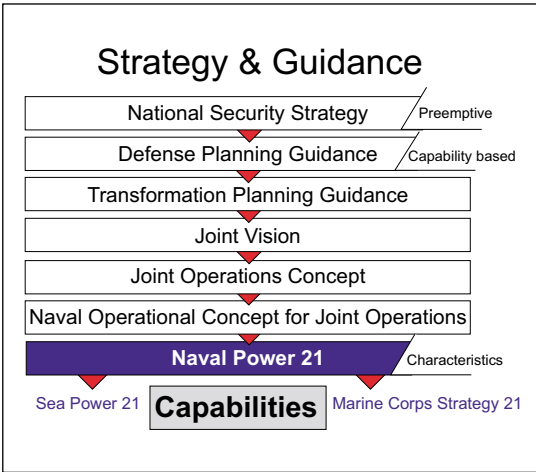 Strategy & Guidance
National Security Strategy
Preemptive
Defense Planning Guidance
Capability based
Transformation Planning Guidance
Joint Vision
Joint Operations Concept
Naval Operational Concept for Joint Operations
Naval Power 21
Characteristics
Sea Power 21
Capabilities
Marine Corps Strategy 21